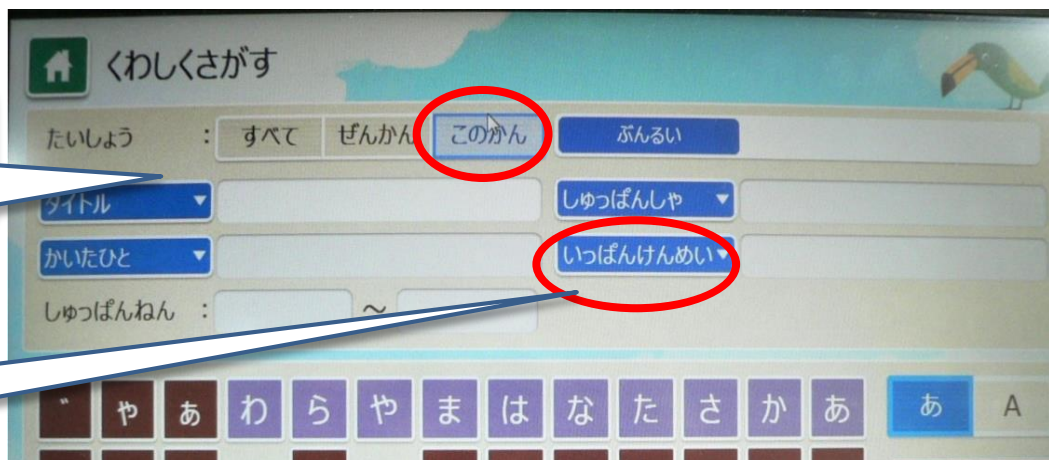 くわしくさがす
たいしょう : すべて ぜんかん このかん ぶんるい
タイトル ▼ しゅっぱんしゃ ▼
かいたひと ▼ いっぱんけんめい ▼
しゅっぱんねん : ～
゛ ゃ ぁ わ ら や ま は な た さ か あ あ A